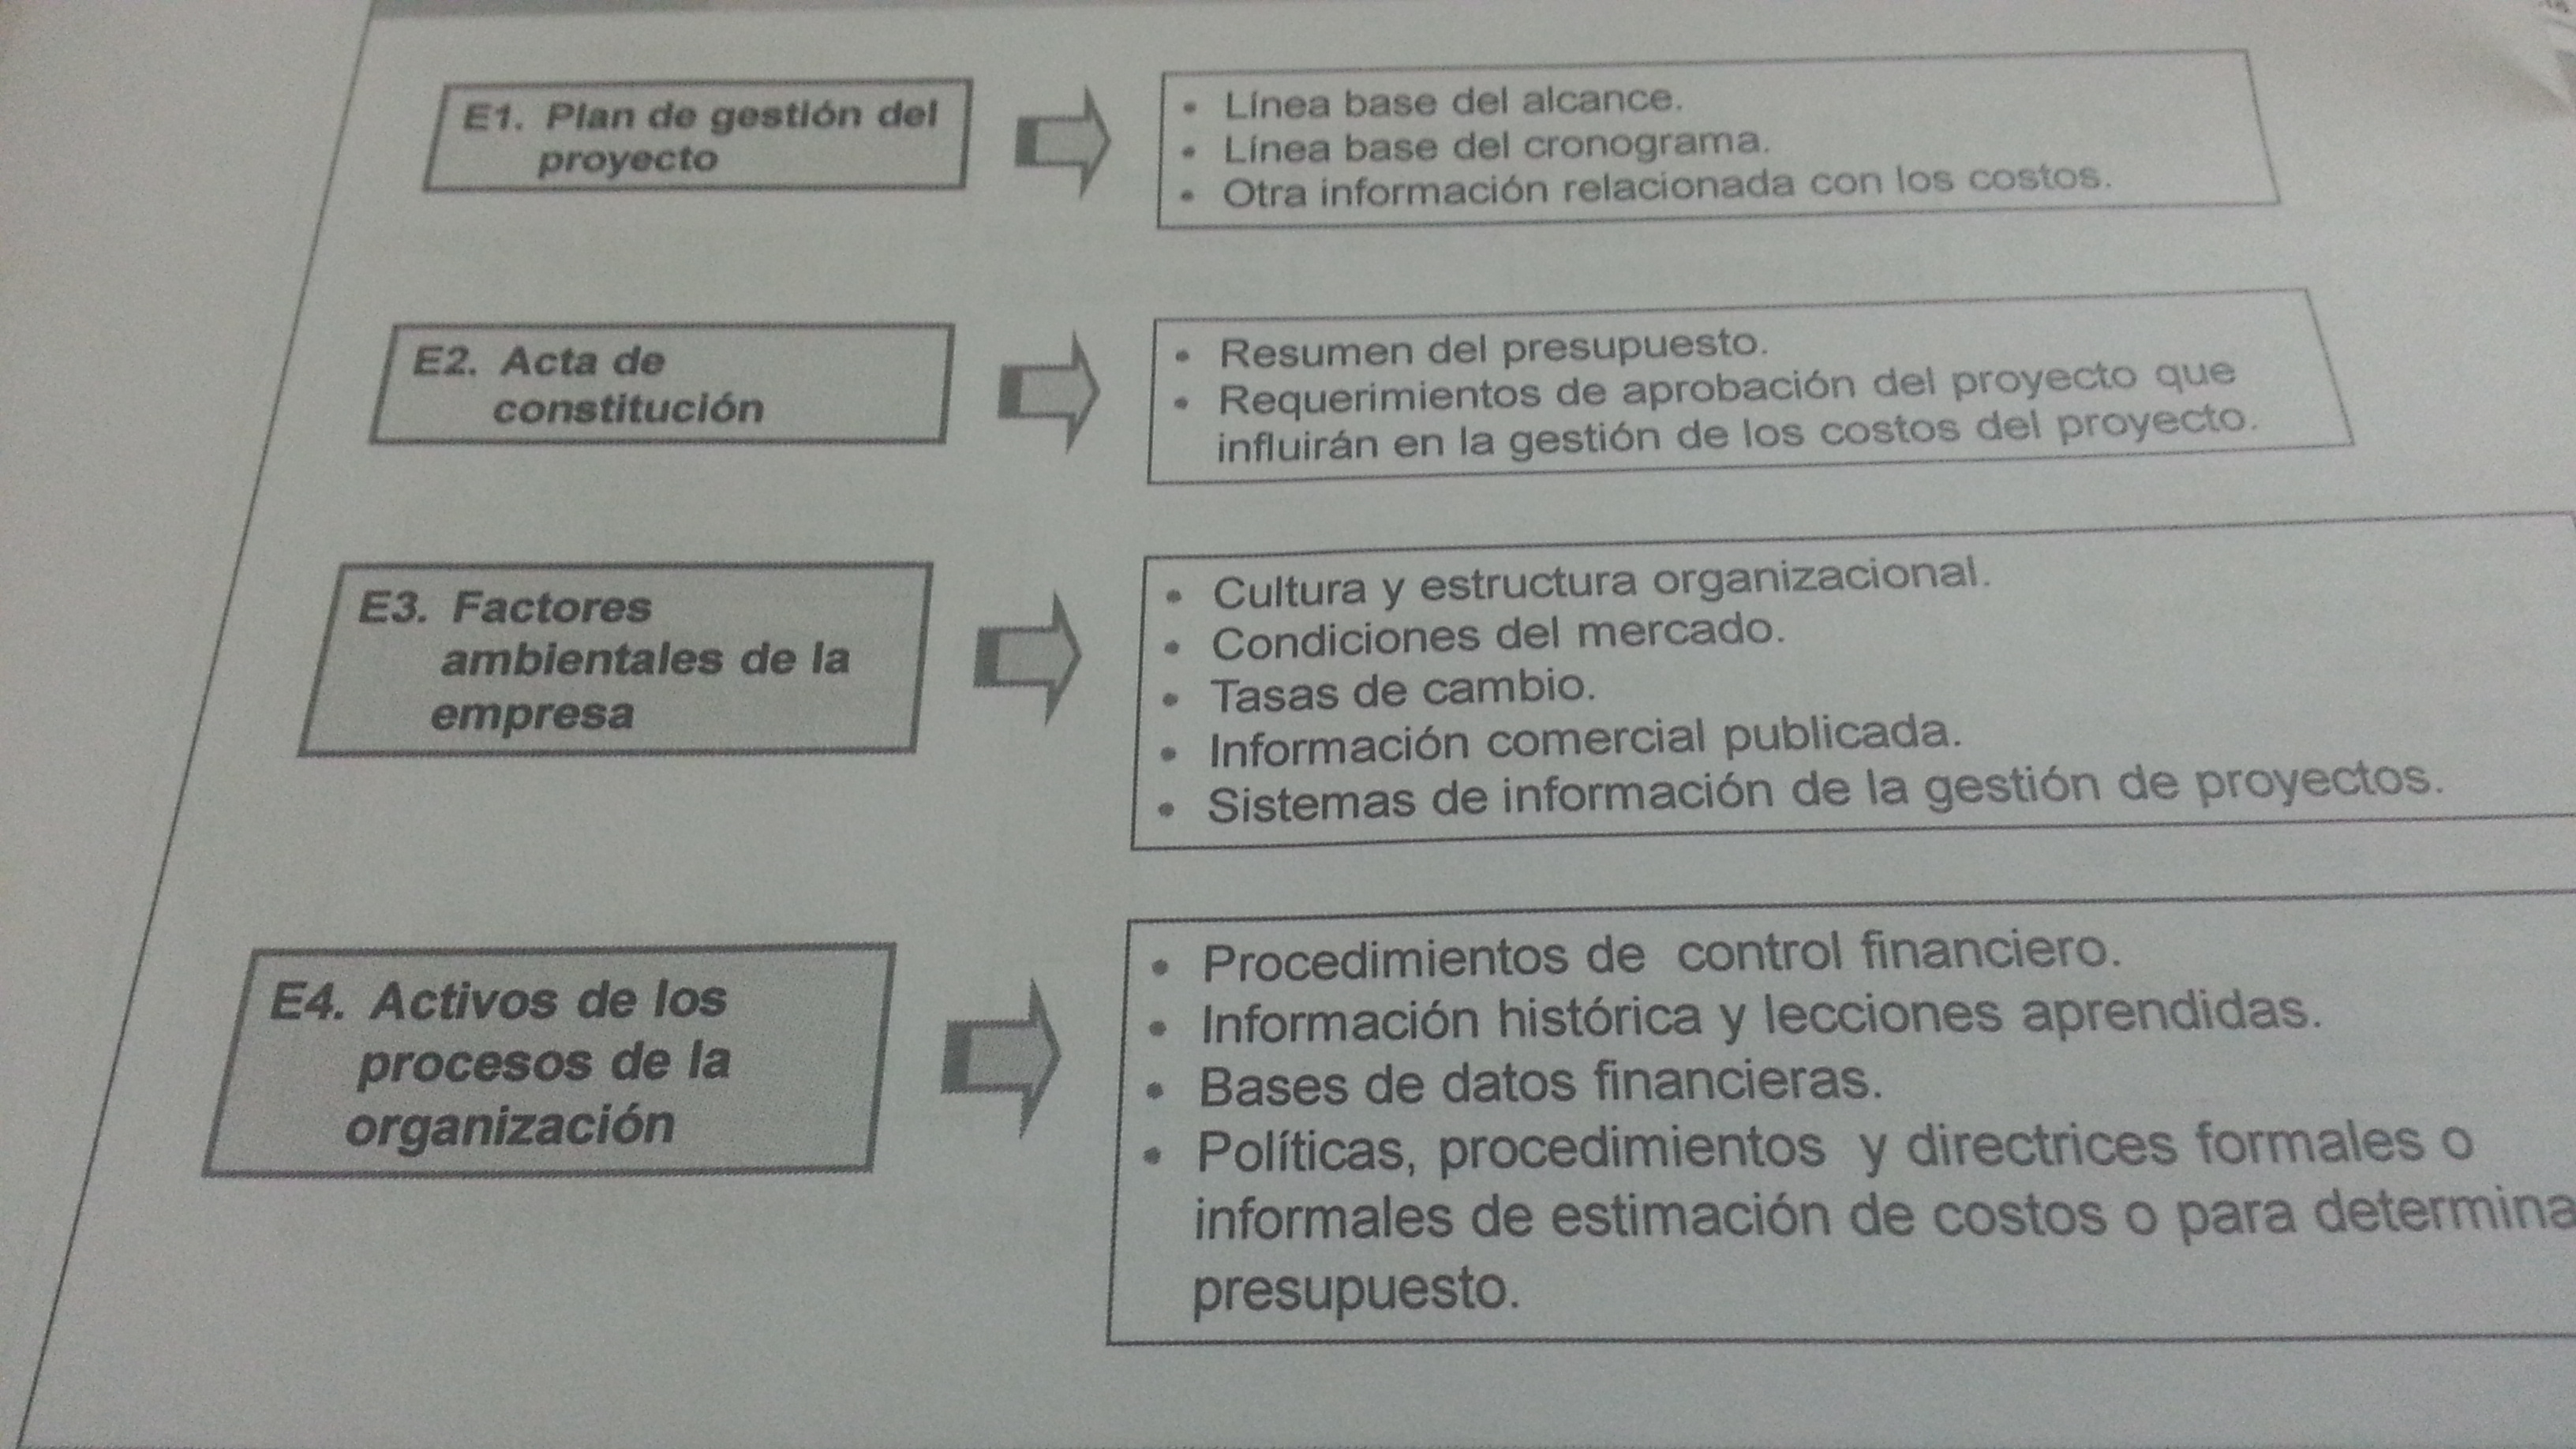 E1. Plan de gestión del
proyecto
• Línea base del alcance.
• Línea base del cronograma.
• Otra información relacionada con los costos.
E2. Acta de
constitución
• Resumen del presupuesto.
• Requerimientos de aprobación del proyecto que
influirán en la gestión de los costos del proyecto.
E3. Factores
ambientales de la
empresa
• Cultura y estructura organizacional.
• Condiciones del mercado.
• Tasas de cambio.
• Información comercial publicada.
• Sistemas de información de la gestión de proyectos.
E4. Activos de los
procesos de la
organización
• Procedimientos de control financiero.
• Información histórica y lecciones aprendidas.
• Bases de datos financieras.
• Políticas, procedimientos y directrices formales o
informales de estimación de costos o para determina
presupuesto.